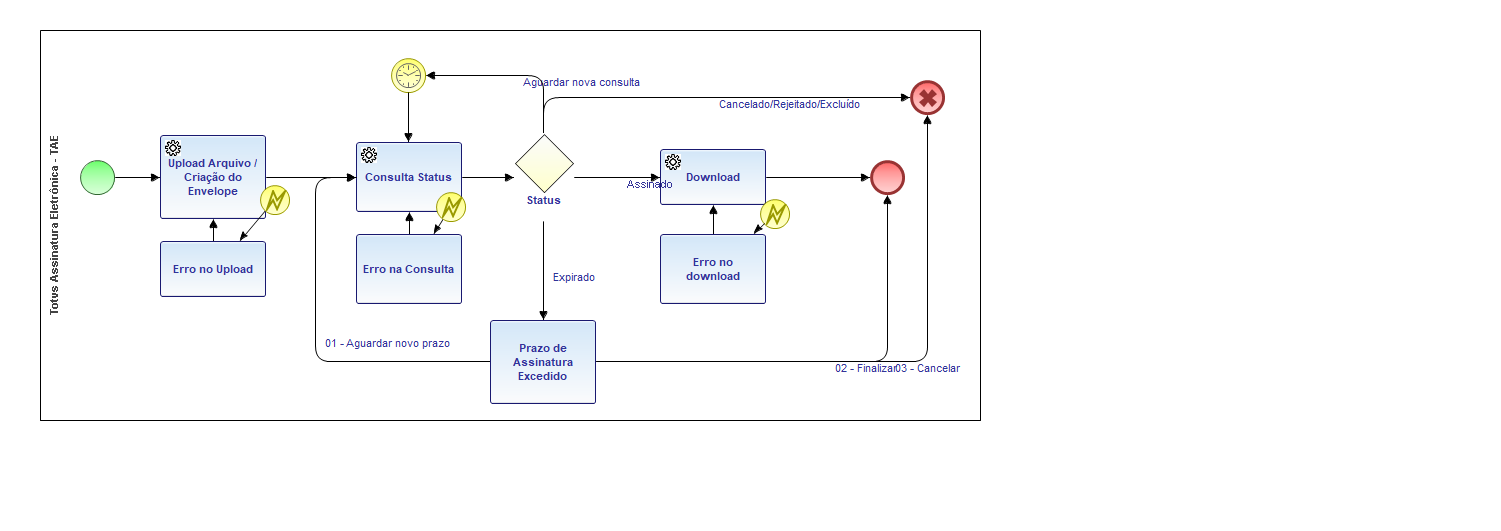 Totvs Assinatura Eletrônica - TAE
Aguardar nova consulta
Cancelado/Rejeitado/Excluído
Upload Arquivo /
Criação do
Envelope
Consulta Status
Status
Assinado
Download
Erro no Upload
Erro na Consulta
Erro no
download
Expirado
01 - Aguardar novo prazo
Prazo de
Assinatura
Excedido
02 - Finalizar
03 - Cancelar